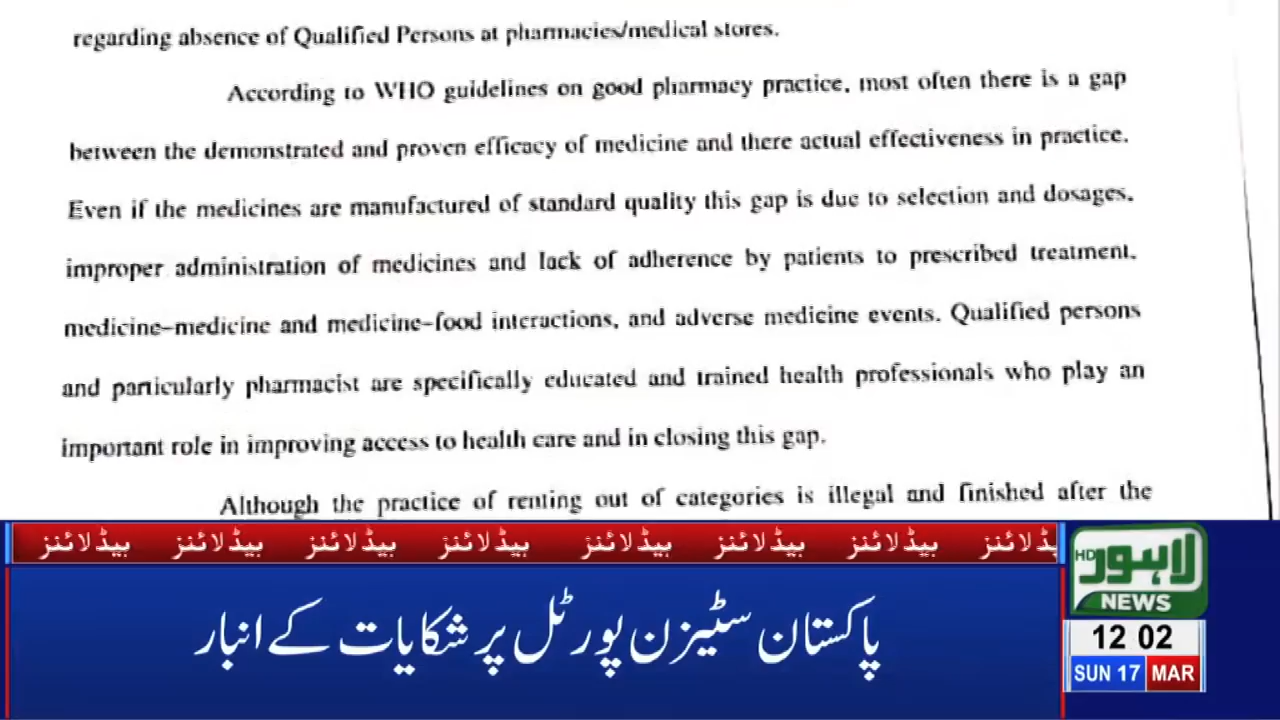 regarding absence of Qualified Persons at pharmacies/medical stores.
According to WHO guidelines on good pharmacy practice, most often there is a gap
between the demonstrated and proven efficacy of medicine and there actual effectiveness in practice.
Even if the medicines are manufactured of standard quality this gap is due to selection and dosages,
improper administration of medicines and lack of adherence by patients to prescribed treatment,
medicine–medicine and medicine–food interactions, and adverse medicine events. Qualified persons
and particularly pharmacist are specifically educated and trained health professionals who play an
important role in improving access to health care and in closing this gap.
Although the practice of renting out of categories is illegal and finished after the
ہیڈلائنز ہیڈلائنز ہیڈلائنز ہیڈلائنز ہیڈلائنز ہیڈلائنز ہیڈلائنز یڈلائنز
پاکستان سٹیزن پورٹل پر شکایات کے انبار
لاہور HD
NEWS
12 02
SUN 17 MAR